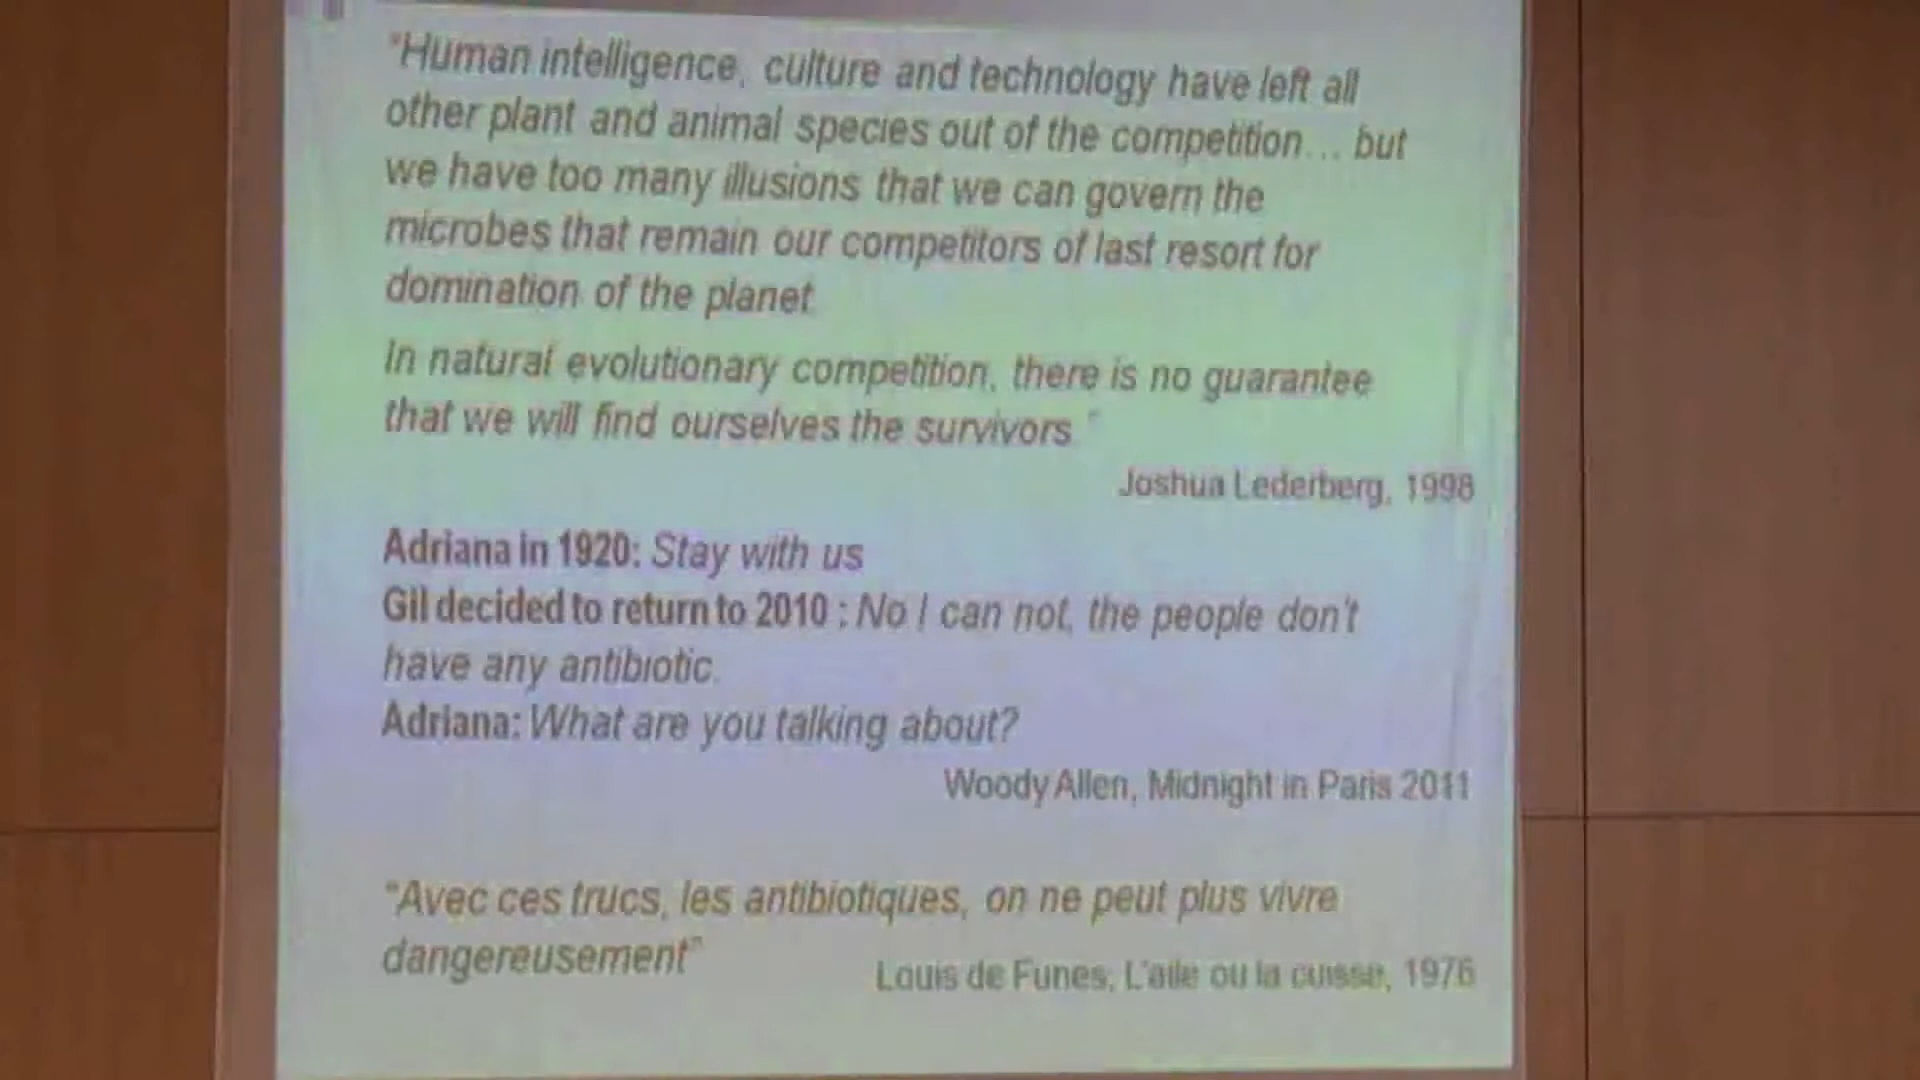 "Human intelligence, culture and technology have left all
other plant and animal species out of the competition... but
we have too many illusions that we can govern the
microbes that remain our competitors of last resort for
domination of the planet.
In natural evolutionary competition, there is no guarantee
that we will find ourselves the survivors."
Joshua Lederberg, 1998
Adriana in 1920: Stay with us
Gil decided to return to 2010 : No I can not, the people don't
have any antibiotic.
Adriana: What are you talking about?
Woody Allen, Midnight in Paris 2011
"Avec ces trucs, les antibiotiques, on ne peut plus vivre
dangereusement"
Louis de Funes, L'aile ou la cuisse, 1976